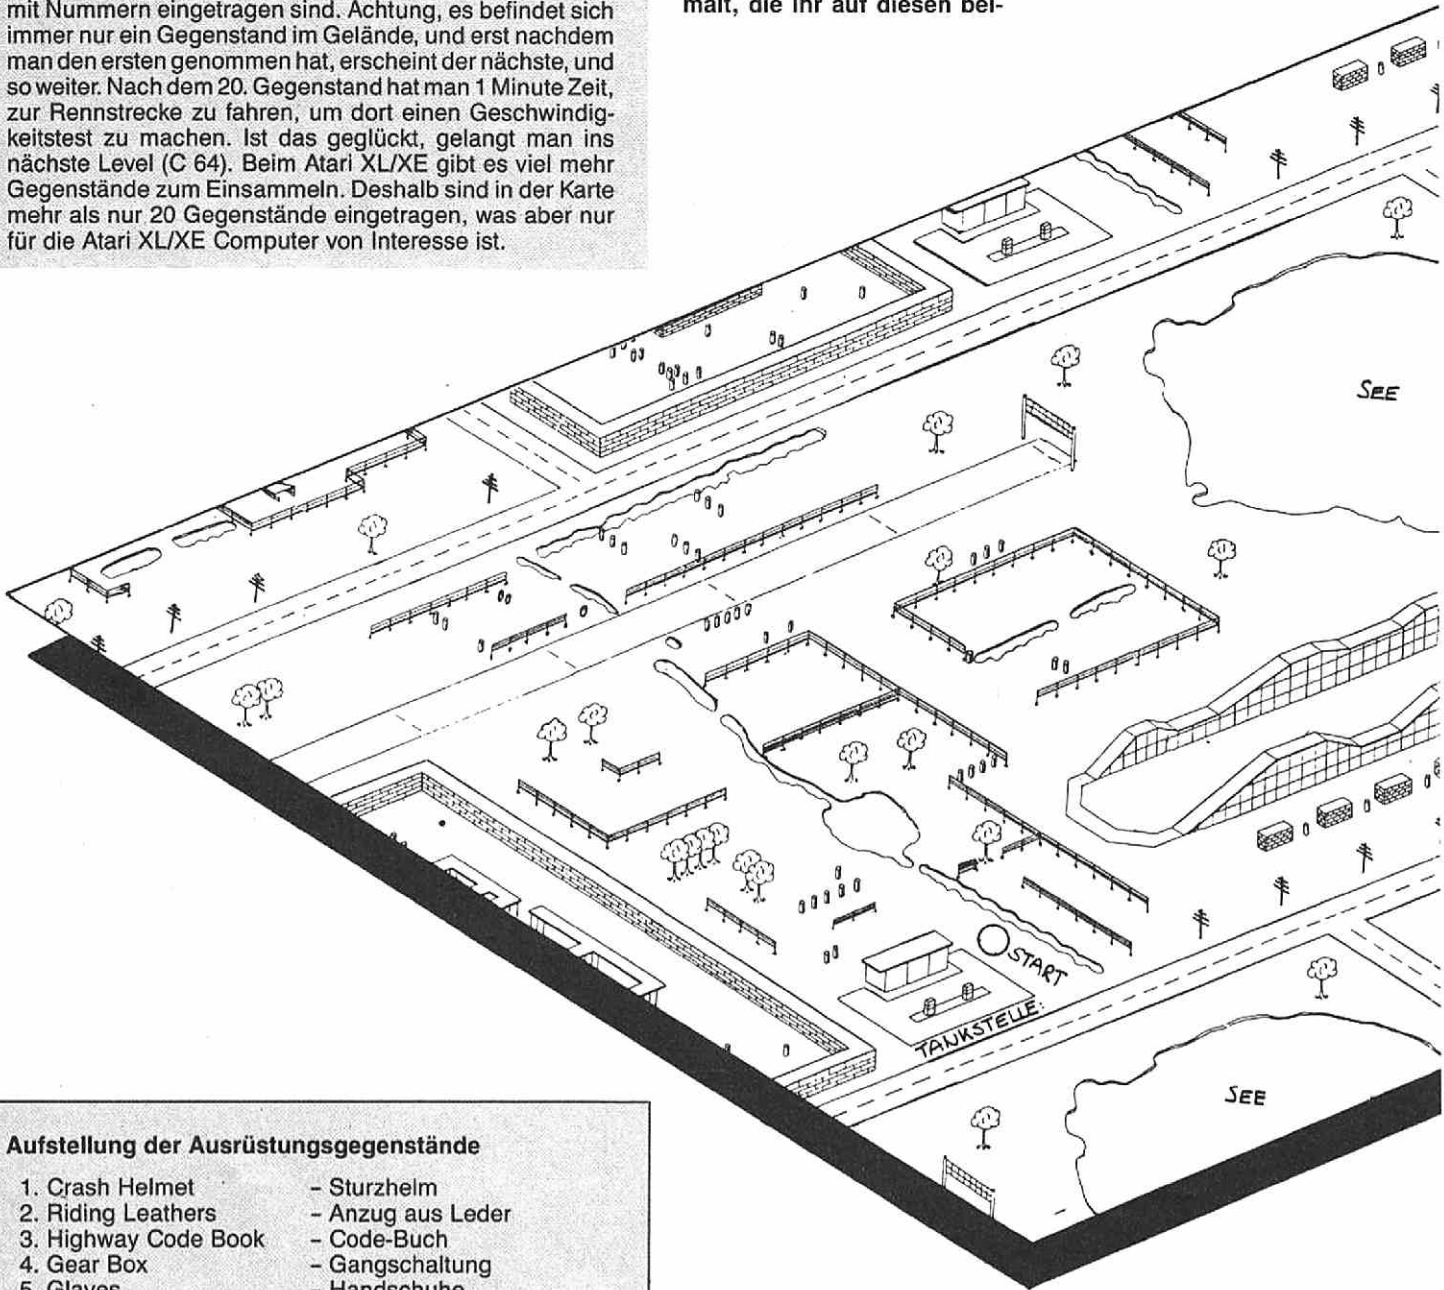 mit Nummern eingetragen sind. Achtung, es befindet sich
immer nur ein Gegenstand im Gelände, und erst nachdem
man den ersten genommen hat, erscheint der nächste, und
so weiter. Nach dem 20. Gegenstand hat man 1 Minute Zeit,
zur Rennstrecke zu fahren, um dort einen Geschwindig-
keitstest zu machen. Ist das geglückt, gelangt man ins
nächste Level (C 64). Beim Atari XL/XE gibt es viel mehr
Gegenstände zum Einsammeln. Deshalb sind in der Karte
mehr als nur 20 Gegenstände eingetragen, was aber nur
für die Atari XL/XE Computer von Interesse ist.
malt, die ihr auf diesen bei-
SEE
START
TANKSTELLE
SEE
Aufstellung der Ausrüstungsgegenstände
1. Crash Helmet – Sturzhelm
2. Riding Leathers – Anzug aus Leder
3. Highway Code Book – Code-Buch
4. Gear Box – Gangschaltung
5. Glaves – Handschuhe